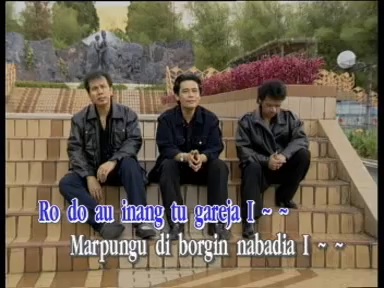 Ro do au inang tu gareja I ~ ~
Marpungu di borgin nabadia I ~ ~